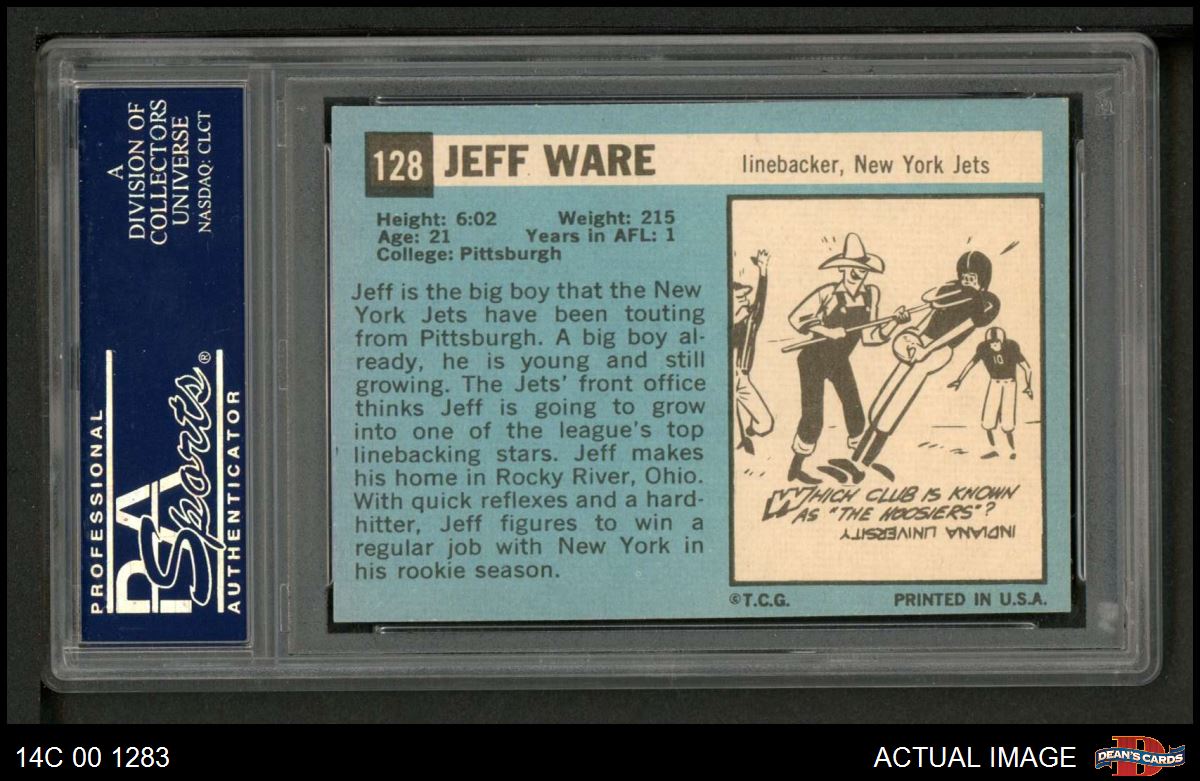 A
DIVISION OF
COLLECTORS
UNIVERSE
NASDAQ: CLCT
PROFESSIONAL
PSA
Sports®
AUTHENTICATOR
128 JEFF WARE linebacker, New York Jets
Height: 6:02 Weight: 215
Age: 21 Years in AFL: 1
College: Pittsburgh
Jeff is the big boy that the New
York Jets have been touting
from Pittsburgh. A big boy al-
ready, he is young and still
growing. The Jets' front office
thinks Jeff is going to grow
into one of the league's top
linebacking stars. Jeff makes
his home in Rocky River, Ohio.
With quick reflexes and a hard-
hitter, Jeff figures to win a
regular job with New York in
his rookie season.
10
WHICH CLUB IS KNOWN
AS "THE HOOSIERS"?
INDIANA UNIVERSITY
©T.C.G. PRINTED IN U.S.A.
14C 00 1283 ACTUAL IMAGE
D
DEAN'S CARDS